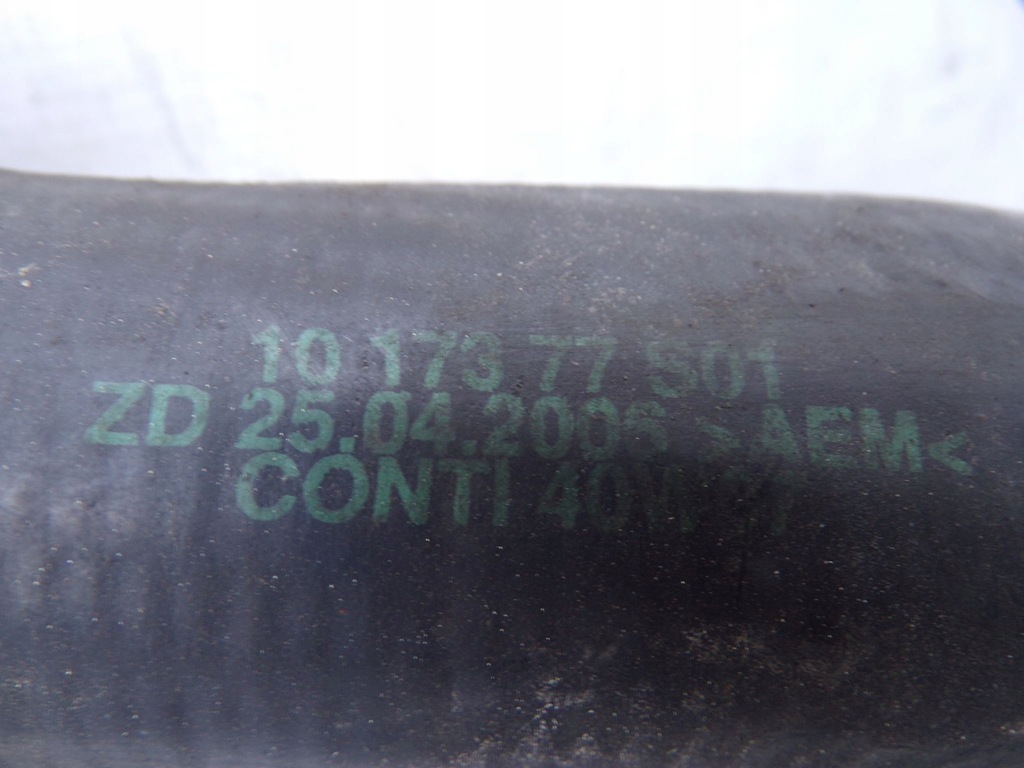 10 173 77 S01
ZD 25.04.2006 >AEM<
CONTI